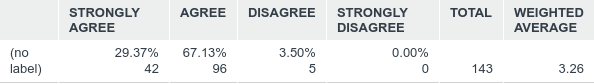 STRONGLY AGREE DISAGREE STRONGLY TOTAL WEIGHTED
AGREE DISAGREE AVERAGE
(no 29.37% 67.13% 3.50% 0.00%
label) 42 96 5 0 143 3.26